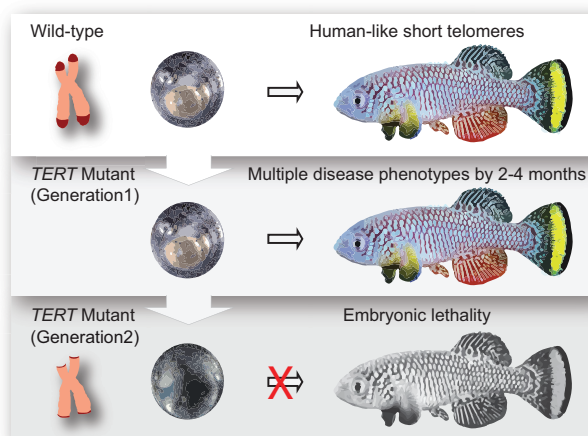 Wild-type
Human-like short telomeres
TERT Mutant
(Generation1)
Multiple disease phenotypes by 2-4 months
TERT Mutant
(Generation2)
Embryonic lethality